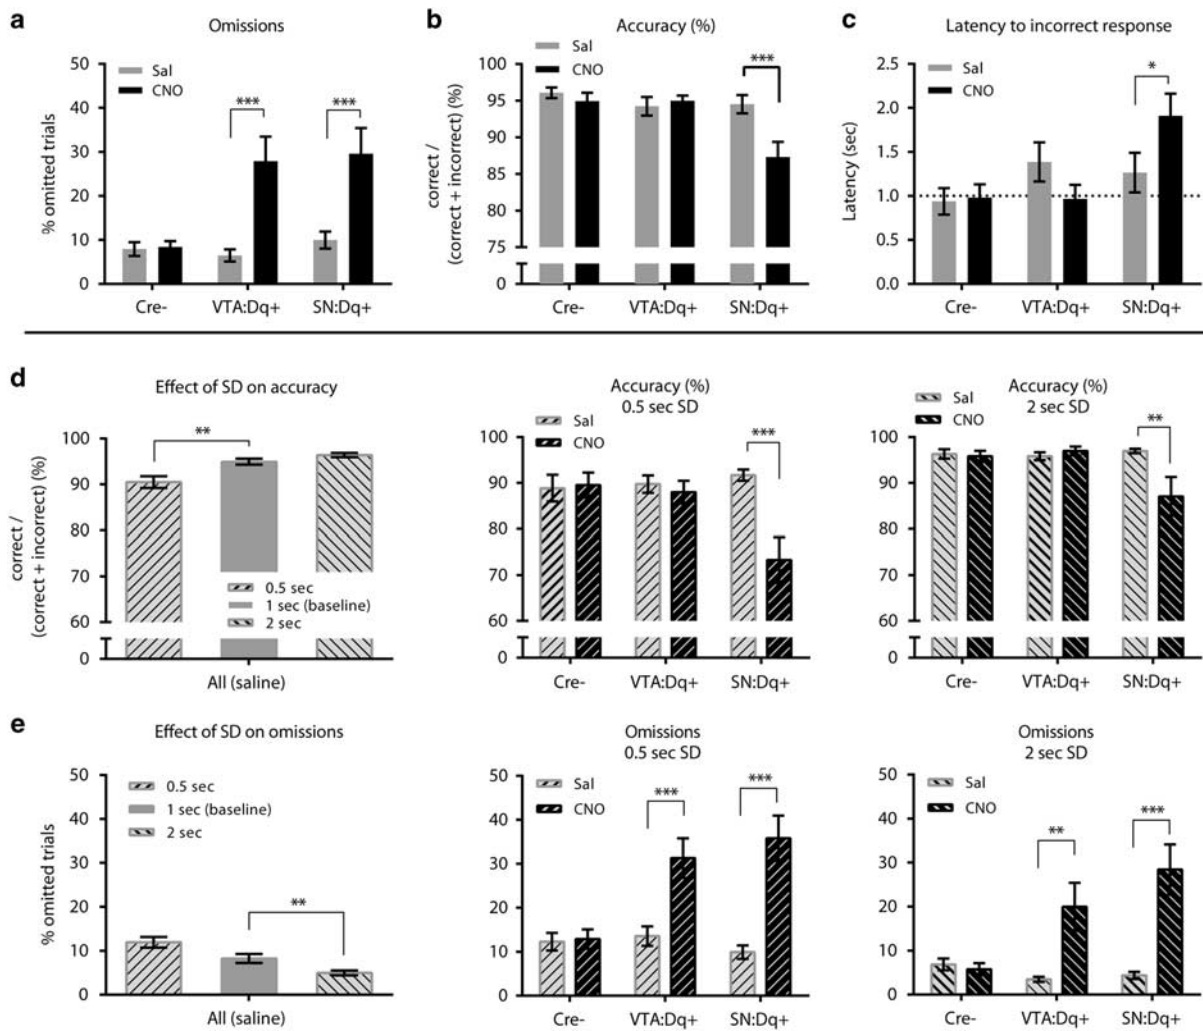 a
Omissions
50
40
30
20
10
0
% omitted trials
Sal
CNO
***
***
Cre-
VTA:Dq+
SN:Dq+
b
Accuracy (%)
100
95
90
85
80
75
0
correct /
(correct + incorrect) (%)
Sal
CNO
***
Cre-
VTA:Dq+
SN:Dq+
c
Latency to incorrect response
2.5
2.0
1.5
1.0
0.5
0.0
Latency (sec)
Sal
CNO
*
Cre-
VTA:Dq+
SN:Dq+
d
Effect of SD on accuracy
100
90
80
70
60
0
correct /
(correct + incorrect) (%)
**
0.5 sec
1 sec (baseline)
2 sec
All (saline)
Accuracy (%)
0.5 sec SD
Sal
CNO
100
90
80
70
60
0
***
Cre-
VTA:Dq+
SN:Dq+
Accuracy (%)
2 sec SD
Sal
CNO
100
90
80
70
60
0
**
Cre-
VTA:Dq+
SN:Dq+
e
Effect of SD on omissions
50
40
30
20
10
0
% omitted trials
0.5 sec
1 sec (baseline)
2 sec
**
All (saline)
Omissions
0.5 sec SD
50
40
30
20
10
0
Sal
CNO
***
***
Cre-
VTA:Dq+
SN:Dq+
Omissions
2 sec SD
50
40
30
20
10
0
Sal
CNO
**
***
Cre-
VTA:Dq+
SN:Dq+